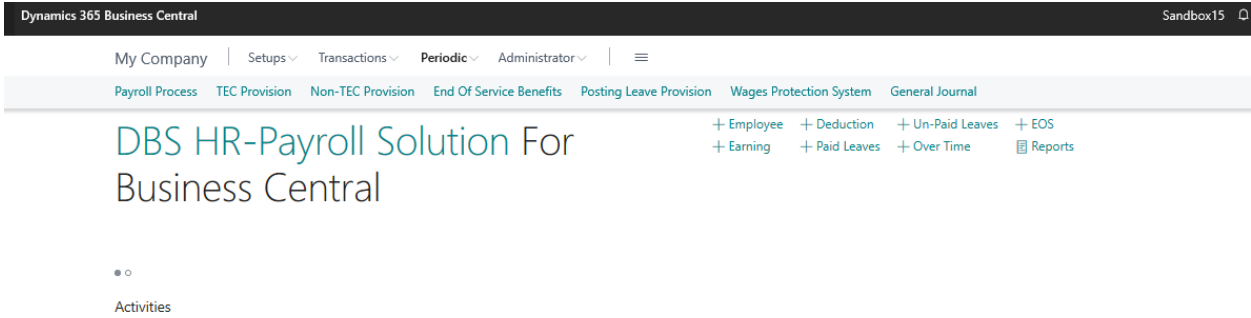 Dynamics 365 Business Central Sandbox15
My Company Setups Transactions Periodic Administrator
Payroll Process TEC Provision Non-TEC Provision End Of Service Benefits Posting Leave Provision Wages Protection System General Journal
DBS HR-Payroll Solution For
Business Central
+ Employee + Deduction + Un-Paid Leaves + EOS
+ Earning + Paid Leaves + Over Time Reports
Activities